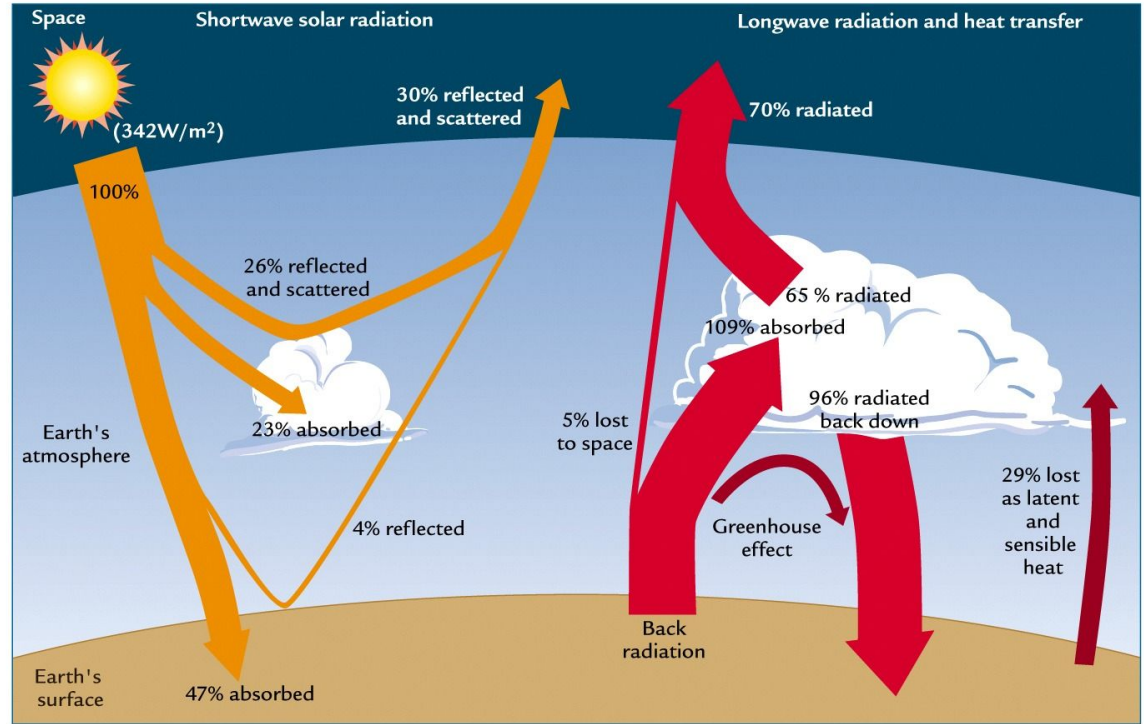 Space
Shortwave solar radiation
Longwave radiation and heat transfer
(342W/m²)
100%
30% reflected
and scattered
70% radiated
26% reflected
and scattered
65 % radiated
109% absorbed
23% absorbed
96% radiated
back down
Earth's
atmosphere
5% lost
to space
4% reflected
Greenhouse
effect
29% lost
as latent
and
sensible
heat
Back
radiation
Earth's
surface
47% absorbed